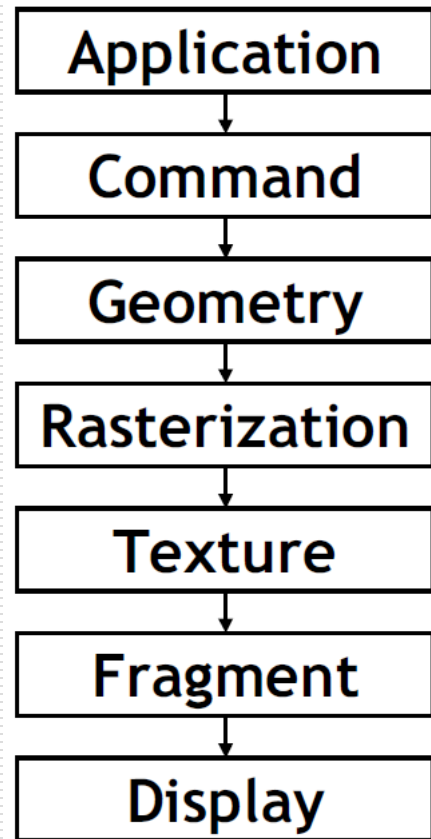 Application
Command
Geometry
Rasterization
Texture
Fragment
Display